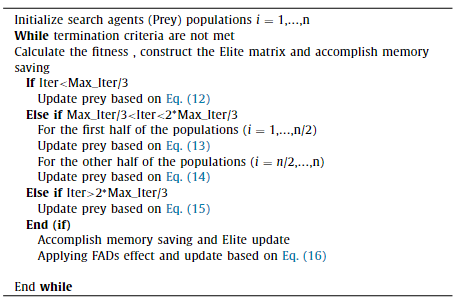 Initialize search agents (Prey) populations i = 1,...,n
While termination criteria are not met
Calculate the fitness , construct the Elite matrix and accomplish memory
saving
If Iter<Max_Iter/3
Update prey based on Eq. (12)
Else if Max_Iter/3<Iter<2*Max_Iter/3
For the first half of the populations (i = 1,...,n/2)
Update prey based on Eq. (13)
For the other half of the populations (i = n/2,...,n)
Update prey based on Eq. (14)
Else if Iter>2*Max_Iter/3
Update prey based on Eq. (15)
End (if)
Accomplish memory saving and Elite update
Applying FADs effect and update based on Eq. (16)
End while